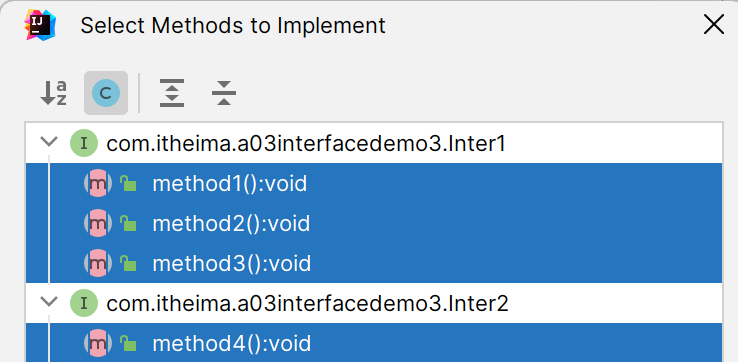 IJ
Select Methods to Implement
a
z
C
I com.itheima.a03interfacedemo3.Inter1
m method1():void
m method2():void
m method3():void
I com.itheima.a03interfacedemo3.Inter2
m method4():void